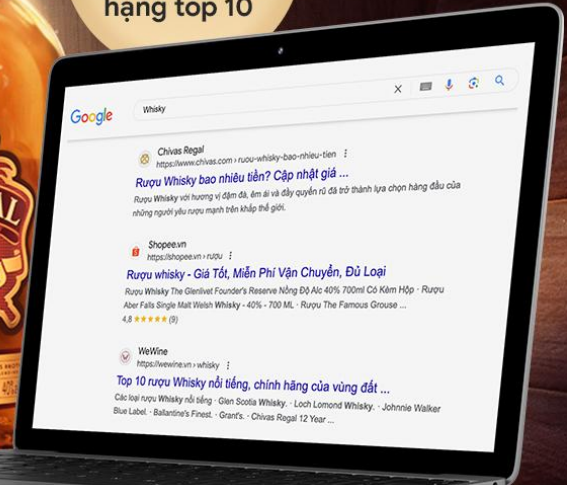 hạng top 10
Google
Whisky
Chivas Regal
https://www.chivas.com › ruou-whisky-bao-nhieu-tien
Rượu Whisky bao nhiêu tiền? Cập nhật giá ...
Rượu Whisky với hương vị đậm đà, êm ái và đầy quyến rũ đã trở thành lựa chọn hàng đầu của
những người yêu rượu mạnh trên khắp thế giới.
Shopee.vn
https://shopee.vn › rượu
Rượu whisky - Giá Tốt, Miễn Phí Vận Chuyển, Đủ Loại
Rượu Whisky The Glenlivet Founder's Reserve Nồng Độ Alc 40% 700ml Có Kèm Hộp · Rượu
Aber Falls Single Malt Welsh Whisky - 40% - 700 ML · Rượu The Famous Grouse ...
4,8 ★★★★★ (9)
WeWine
https://wewine.vn › whisky
Top 10 rượu Whisky nổi tiếng, chính hãng của vùng đất ...
Các loại rượu Whisky nổi tiếng · Glen Scotia Whisky. · Loch Lomond Whisky. · Johnnie Walker
Blue Label. · Ballantine's Finest. · Grant's. · Chivas Regal 12 Year ...